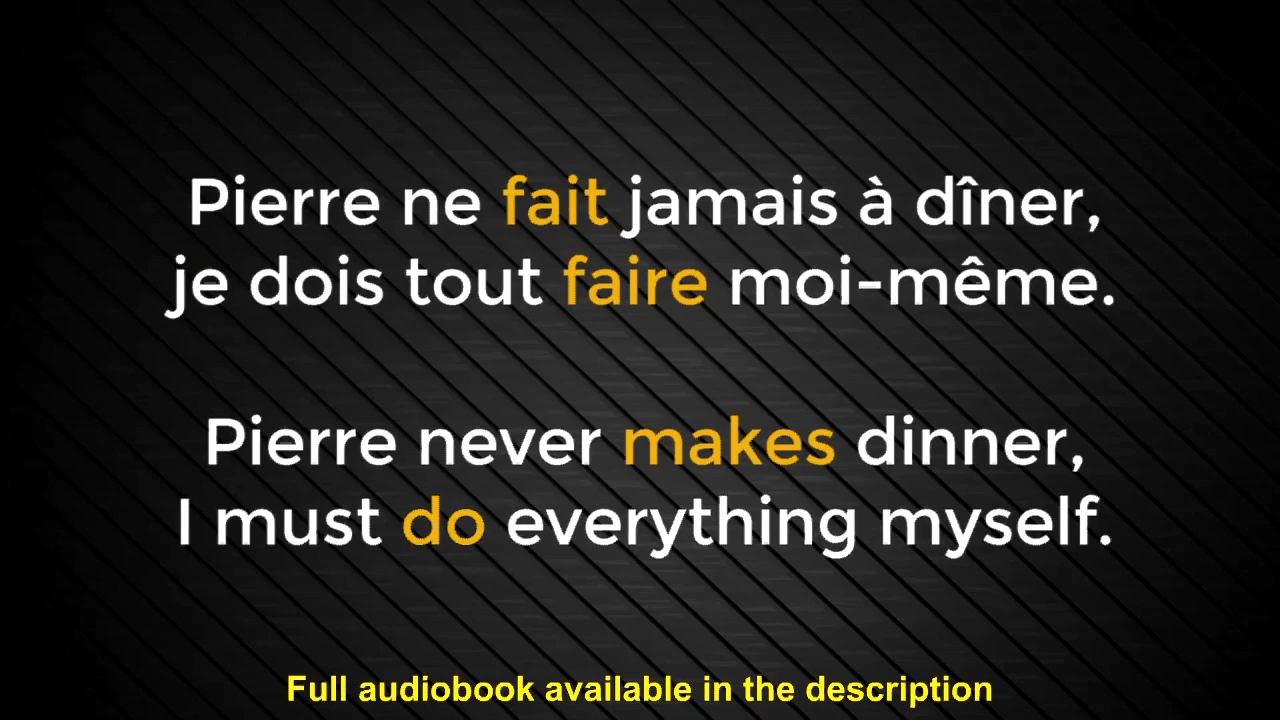 Pierre ne fait jamais à dîner,
je dois tout faire moi-même.
Pierre never makes dinner,
I must do everything myself.
Full audiobook available in the description